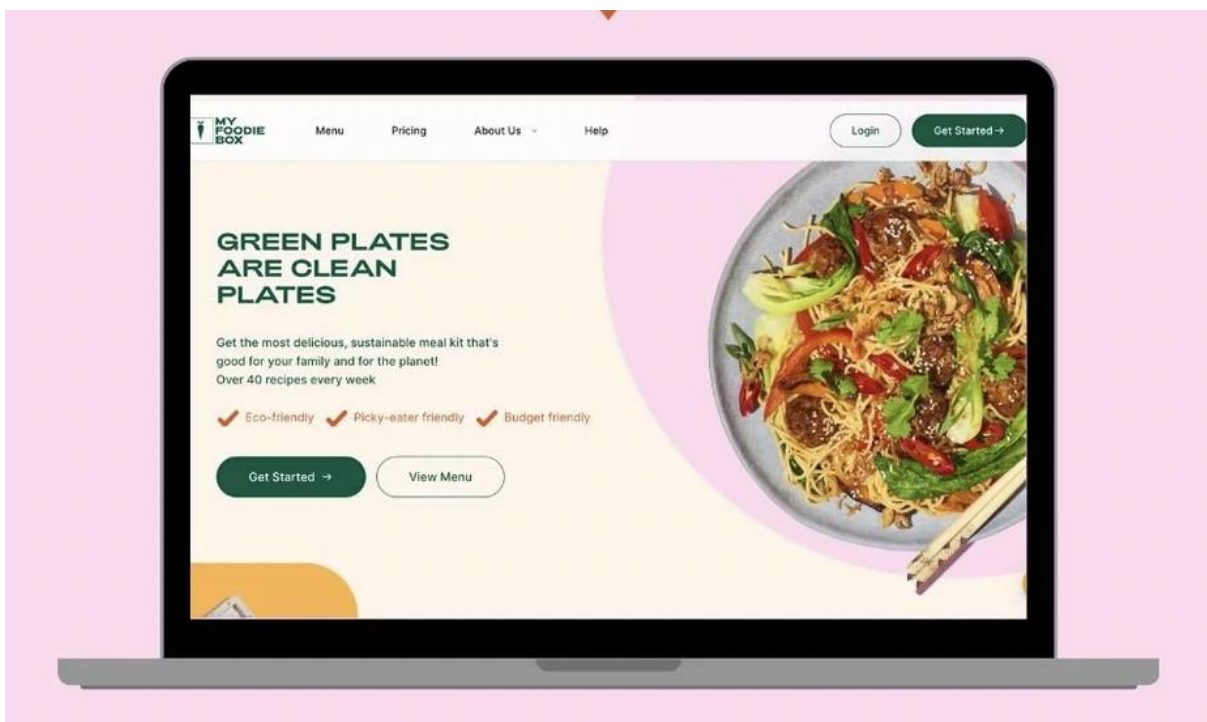 MY
FOODIE
BOX
Menu Pricing About Us Help Login Get Started →
GREEN PLATES
ARE CLEAN
PLATES
Get the most delicious, sustainable meal kit that's
good for your family and for the planet!
Over 40 recipes every week
Eco-friendly Picky-eater friendly Budget friendly
Get Started → View Menu